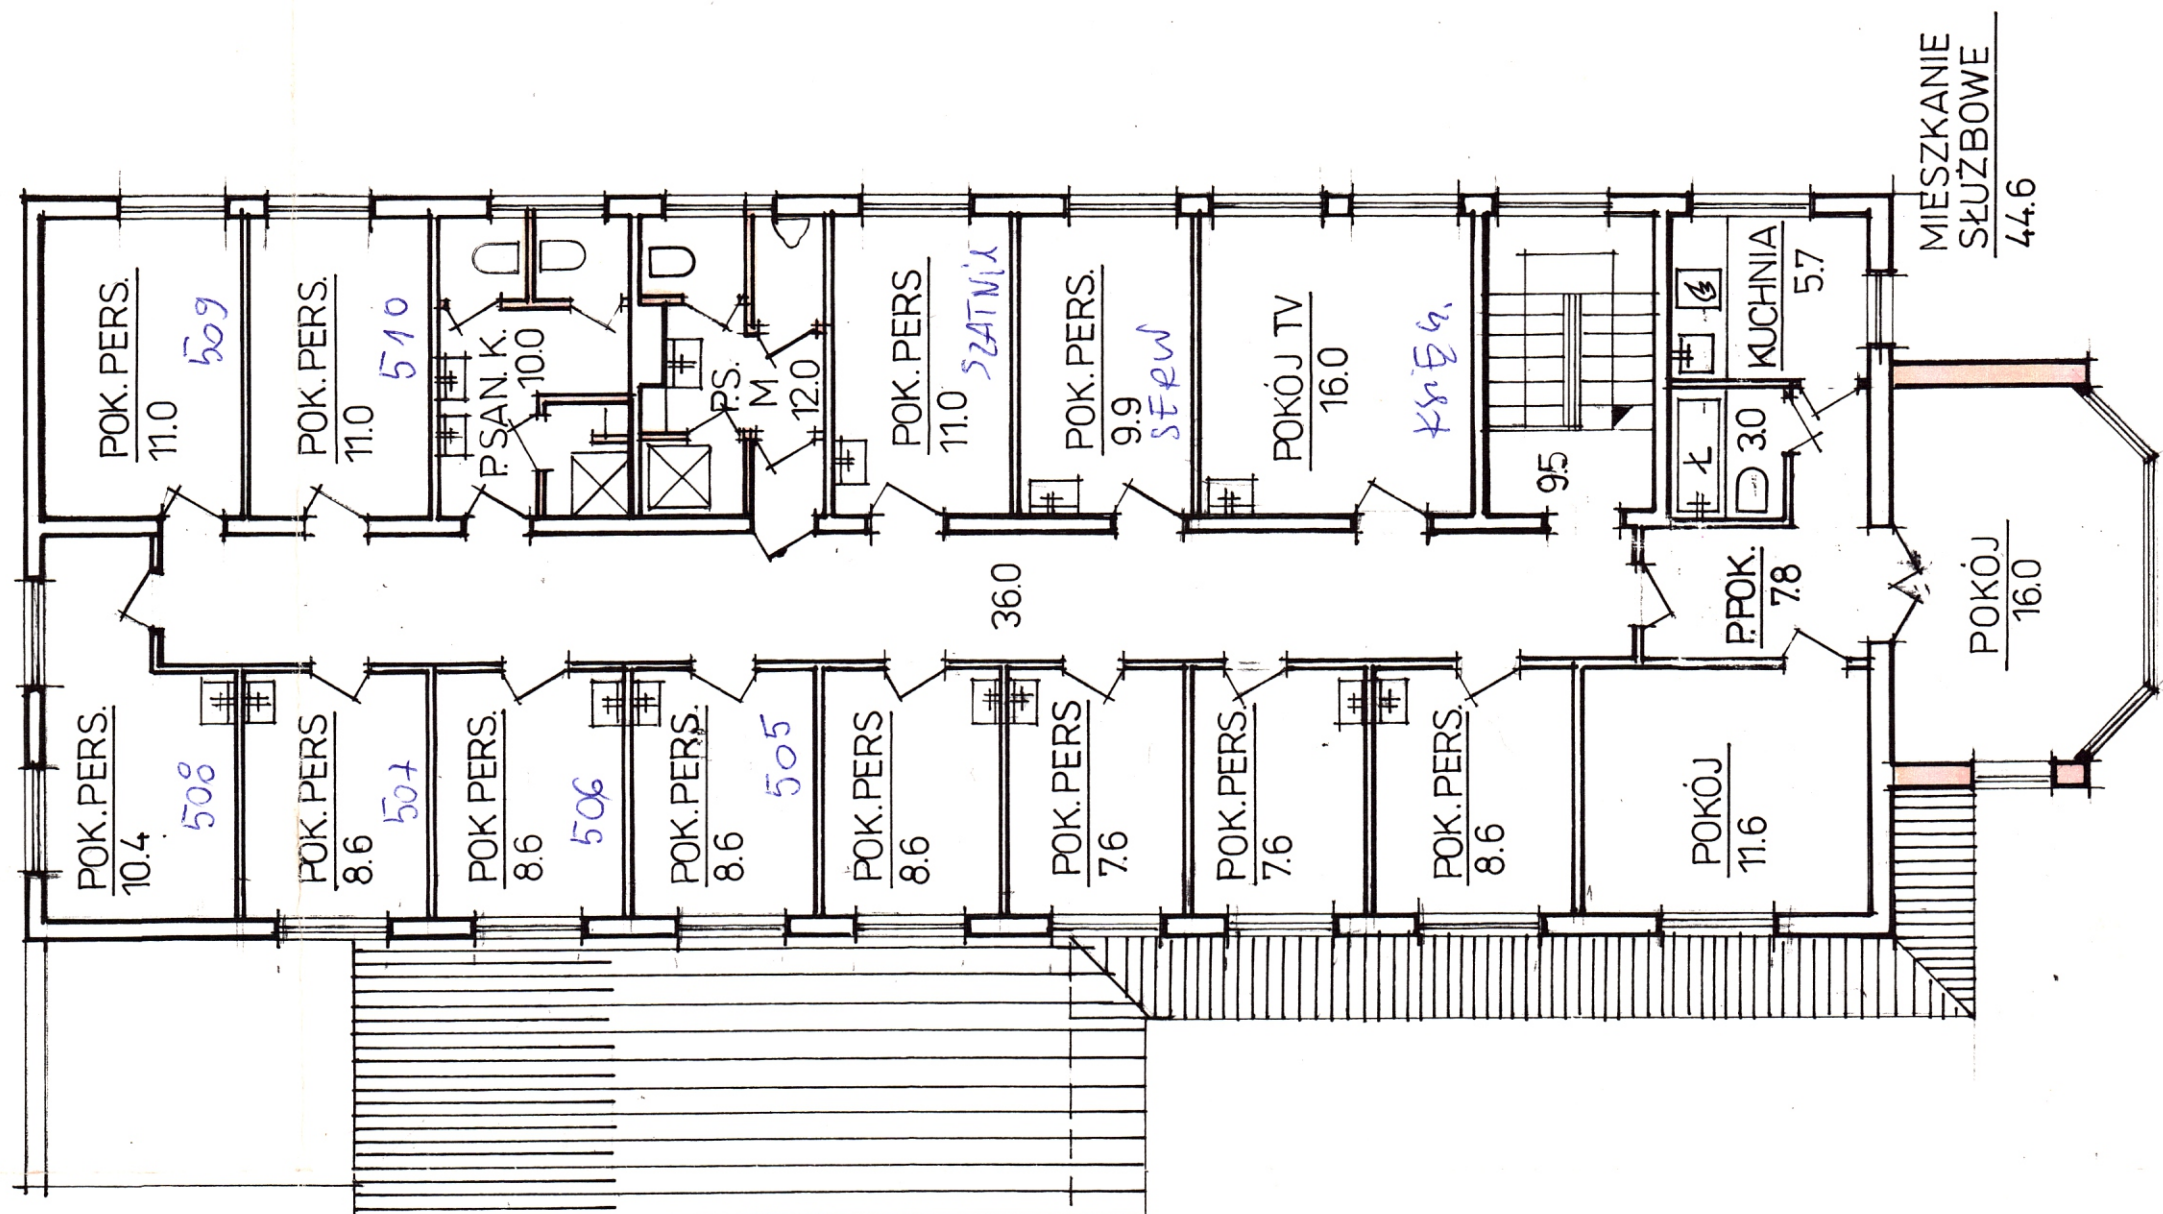 POK. PERS.
11.0
509
POK. PERS.
11.0
510
P.SAN. K.
10.0
P.S.
M
12.0
POK. PERS
11.0
SZATNIA
POK. PERS.
9.9
SERW
POKÓJ TV
16.0
KSIĘG.
9.5
KUCHNIA
5.7
Ł
3.0
MIESZKANIE
SŁUŻBOWE
44.6
36.0
P.POK.
7.8
POKÓJ
16.0
POK. PERS.
10.4
508
POK. PERS.
8.6
507
POK PERS.
8.6
506
POK. PERS.
8.6
505
POK. PERS
8.6
POK. PERS
7.6
POK. PERS.
7.6
POK. PERS.
8.6
POKÓJ
11.6